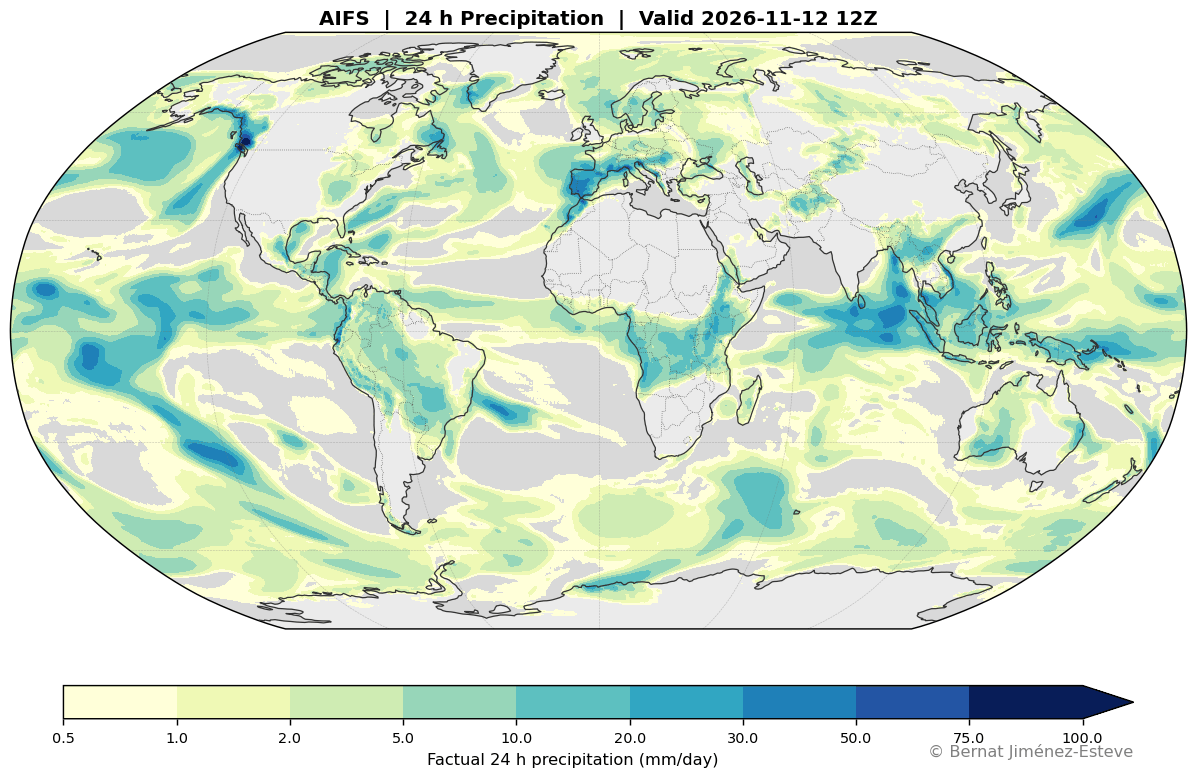 AIFS | 24 h Precipitation | Valid 2026-11-12 12Z
0.5 1.0 2.0 5.0 10.0 20.0 30.0 50.0 75.0 100.0
Factual 24 h precipitation (mm/day)
© Bernat Jiménez-Esteve